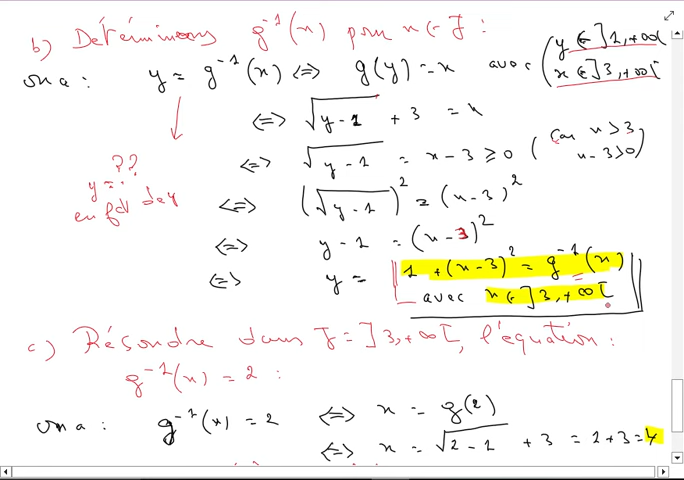 b) Déterminons g⁻¹(x) pour x ∈ J :
on a : y = g⁻¹(x) <=> g(y) = x avec ( y ∈ ]1, +∞[
x ∈ ]3, +∞[ )
<=> √(y-1) + 3 = x
<=> √(y-1) = x-3 ≥ 0 ( car x > 3
x-3 > 0 )
y = ??
en f de x
<=> (√(y-1))² = (x-3)²
<=> y-1 = (x-3)²
<=> y = 1 + (x-3)² = g⁻¹(x)
avec x ∈ ]3, +∞[
c) Résondre dans J = ]3, +∞[, l'équation :
g⁻¹(x) = 2 :
on a : g⁻¹(x) = 2 <=> x = g(2)
<=> x = √(2-1) + 3 = 1+3 = 4